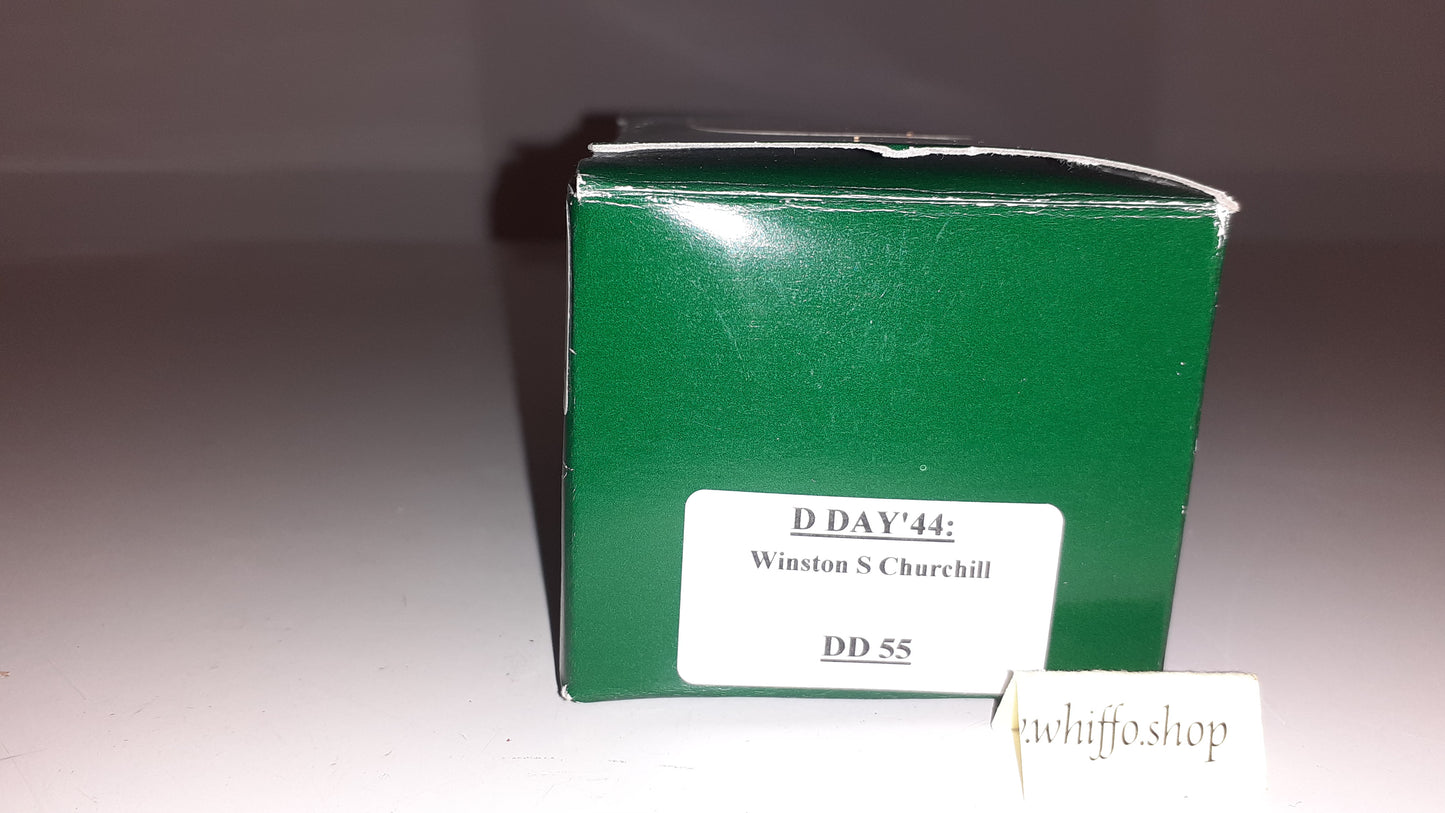 D DAY'44:
Winston S Churchill
DD 55
.whiffo.shop